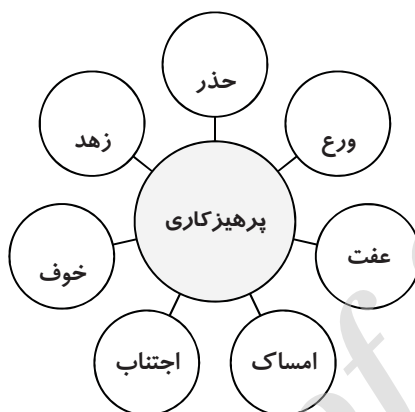 حذر
ورع
زهد
پرهیزکاری
عفت
خوف
امساک
اجتناب